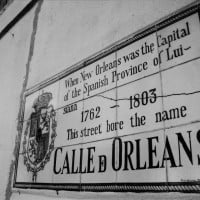 When New Orleans was the Capital
of the Spanish Province of Lui-
siana
1762 — 1803
This street bore the name
CALLE D ORLEANS